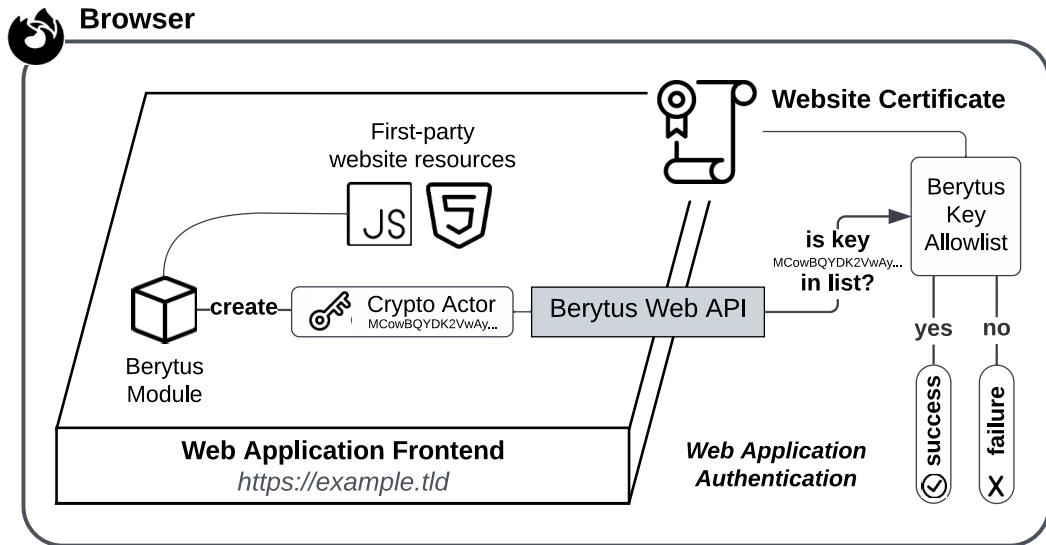 Browser
Website Certificate
First-party
website resources
JS
5
Berytus
Key
Allowlist
is key
MCowBQYDK2VwAy...
in list?
create
Crypto Actor
MCowBQYDK2VwAy...
Berytus Web API
Berytus
Module
yes
no
success
failure
Web Application Frontend
https://example.tld
Web Application
Authentication